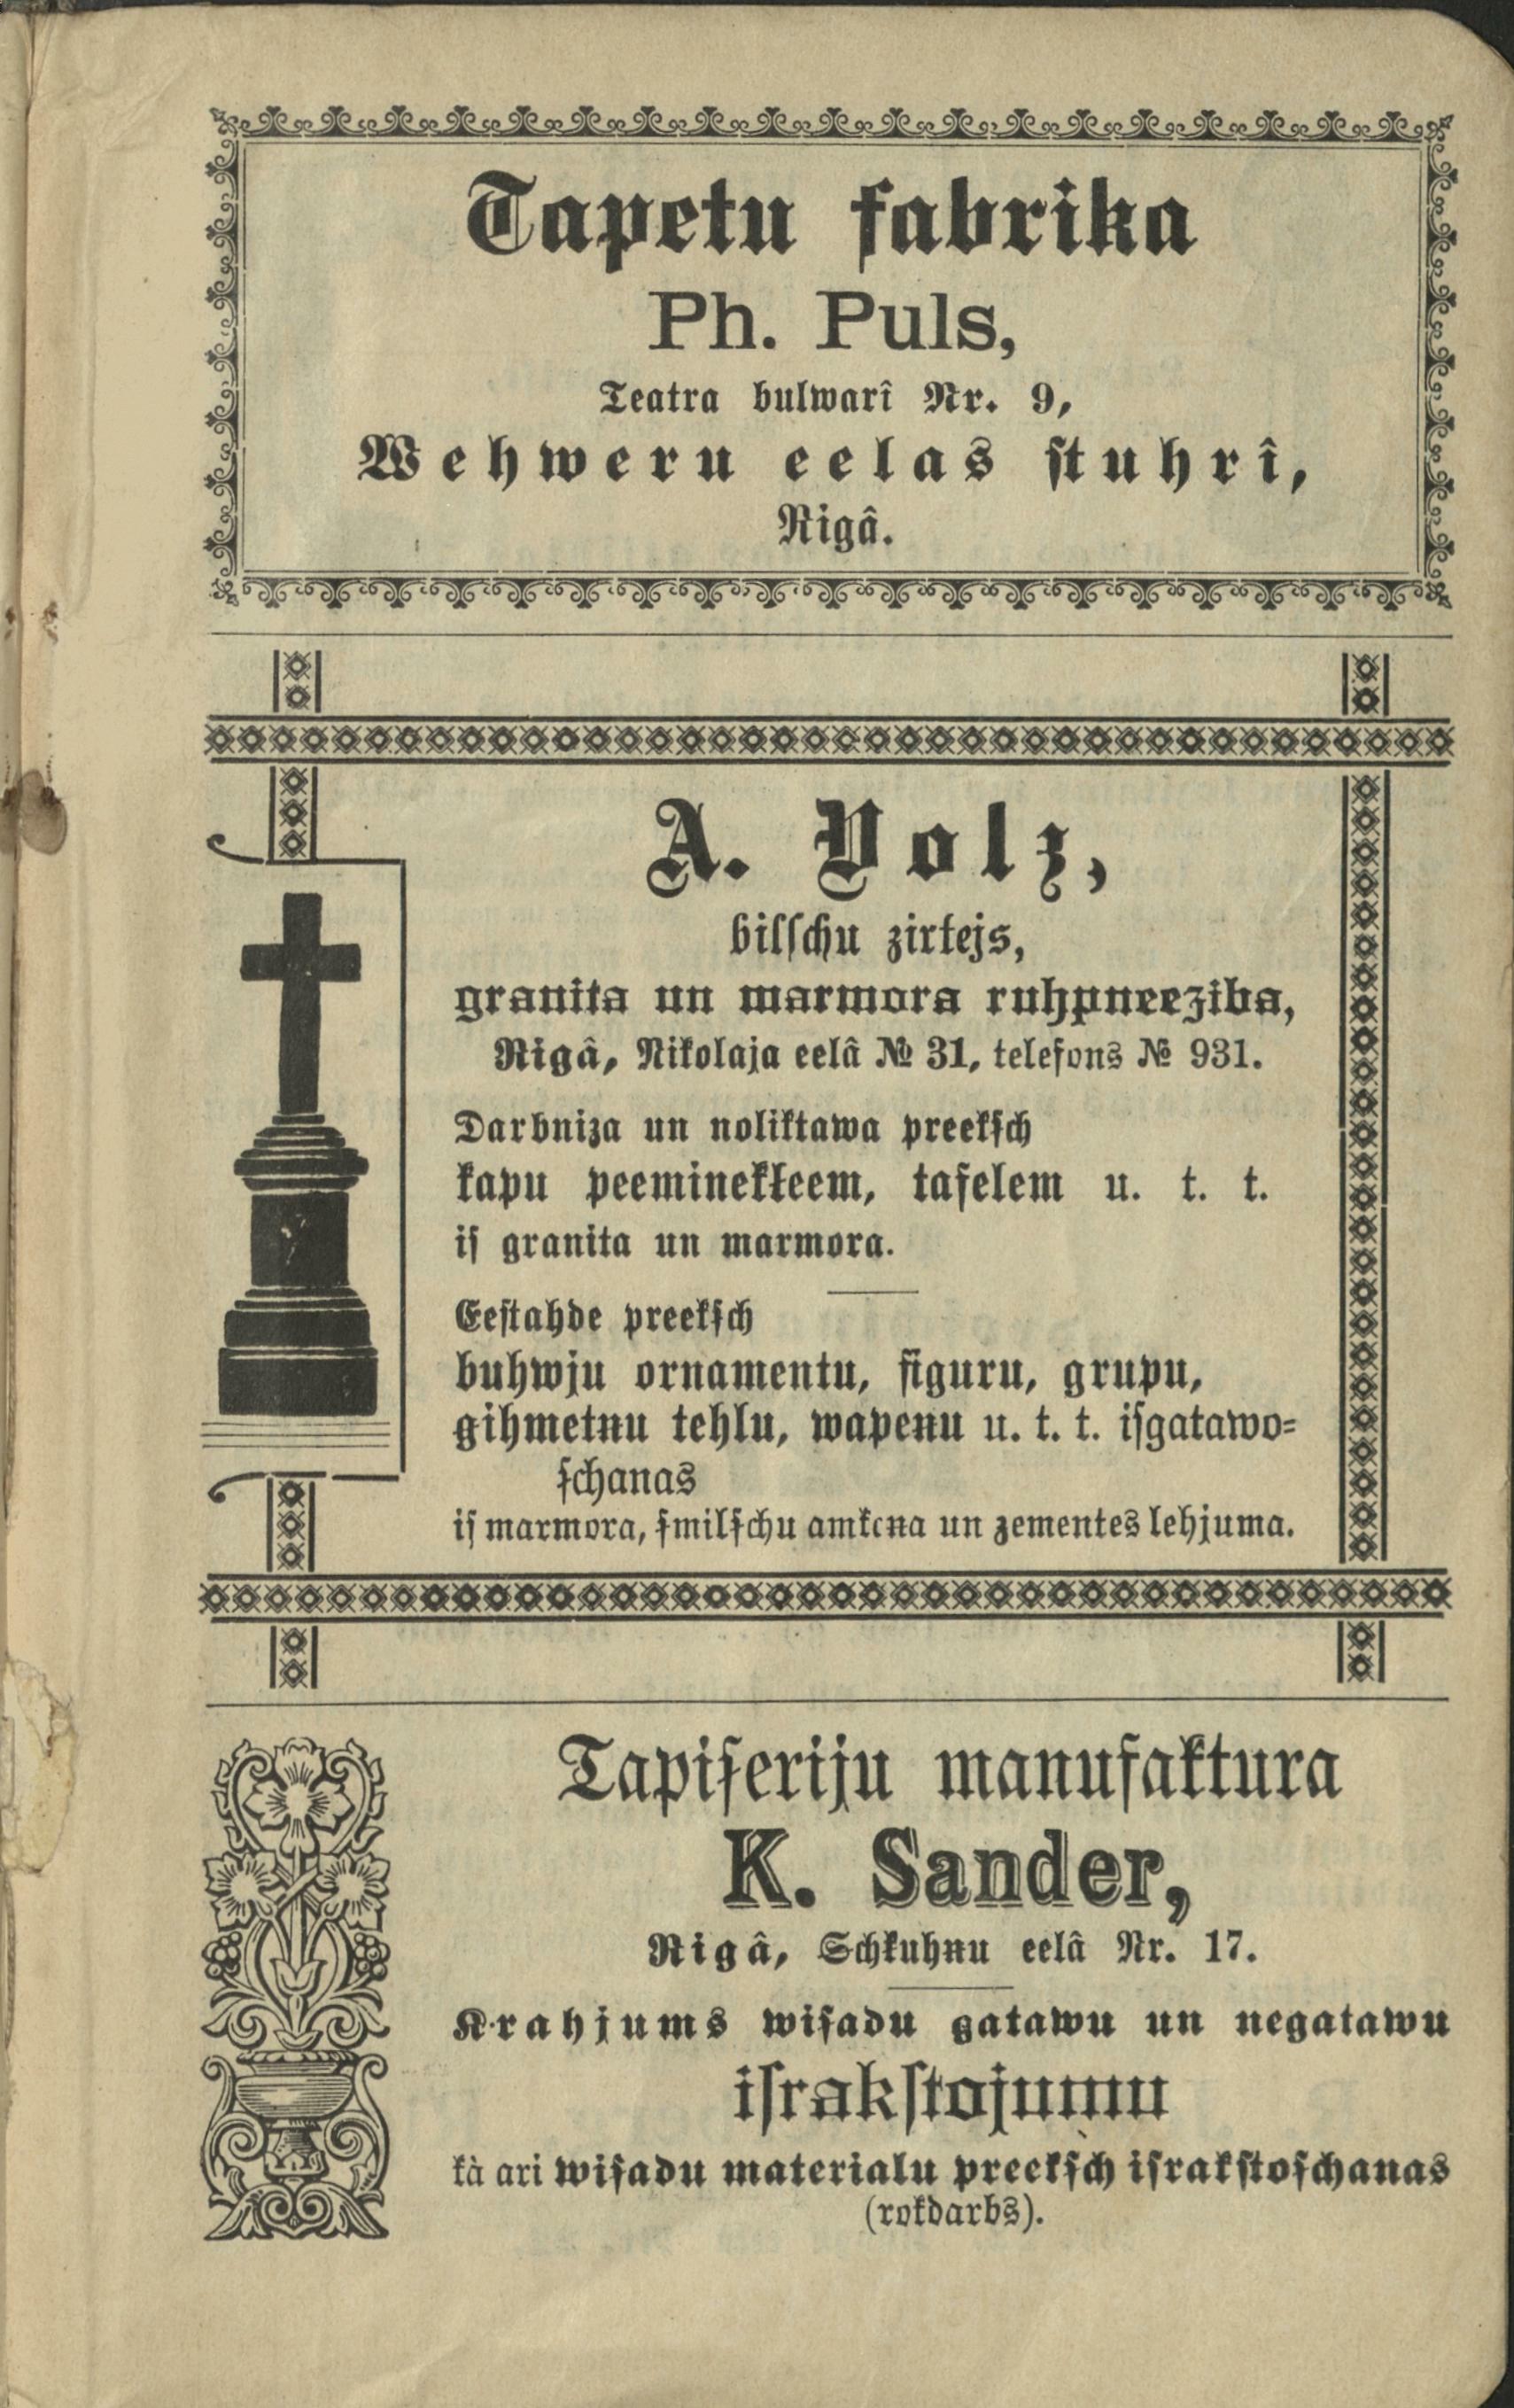 Tapetu fabrika
Ph. Puls,
Teatra bulwarî Nr. 9,
Wehweru eelas stuhrî,
Rigâ.
A. Volz,
bilschu zirtejs,
granita un marmora ruhpneeziba,
Rigâ, Nikolaja eelâ № 31, telefons № 931.
Darbniza un noliktawa preeksch
kapu peeminekłeem, tafelem u. t. t.
is granita un marmora.
Eestahde preeksch
buhwju ornamentu, figuru, grupu,
gihmetnu tehlu, wapenu u. t. t. isgatawo-
schanas
is marmora, smilschu amkena un zementes lehjuma.
Tapiseriju manufaktura
K. Sander,
Rigâ, Schkuhnu eelâ Nr. 17.
Krahjums wisadu gatawu un negatawu
israkstojumu
kà ari wisadu materialu preeksch israkstoschanas
(rokdarbs).